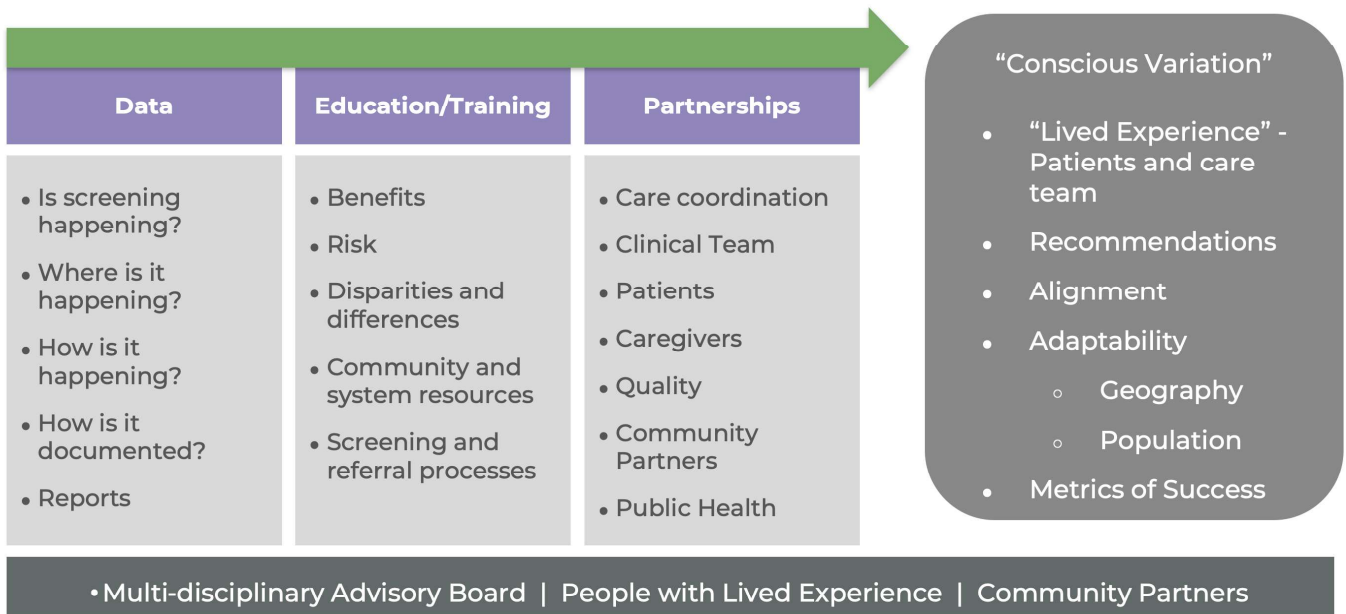 Data
• Is screening
happening?
• Where is it
happening?
• How is it
happening?
• How is it
documented?
• Reports
Education/Training
• Benefits
• Risk
• Disparities and
differences
• Community and
system resources
• Screening and
referral processes
Partnerships
• Care coordination
• Clinical Team
• Patients
• Caregivers
• Quality
• Community
Partners
• Public Health
“Conscious Variation”
• “Lived Experience” -
Patients and care
team
• Recommendations
• Alignment
• Adaptability
◦ Geography
◦ Population
• Metrics of Success
•Multi-disciplinary Advisory Board | People with Lived Experience | Community Partners